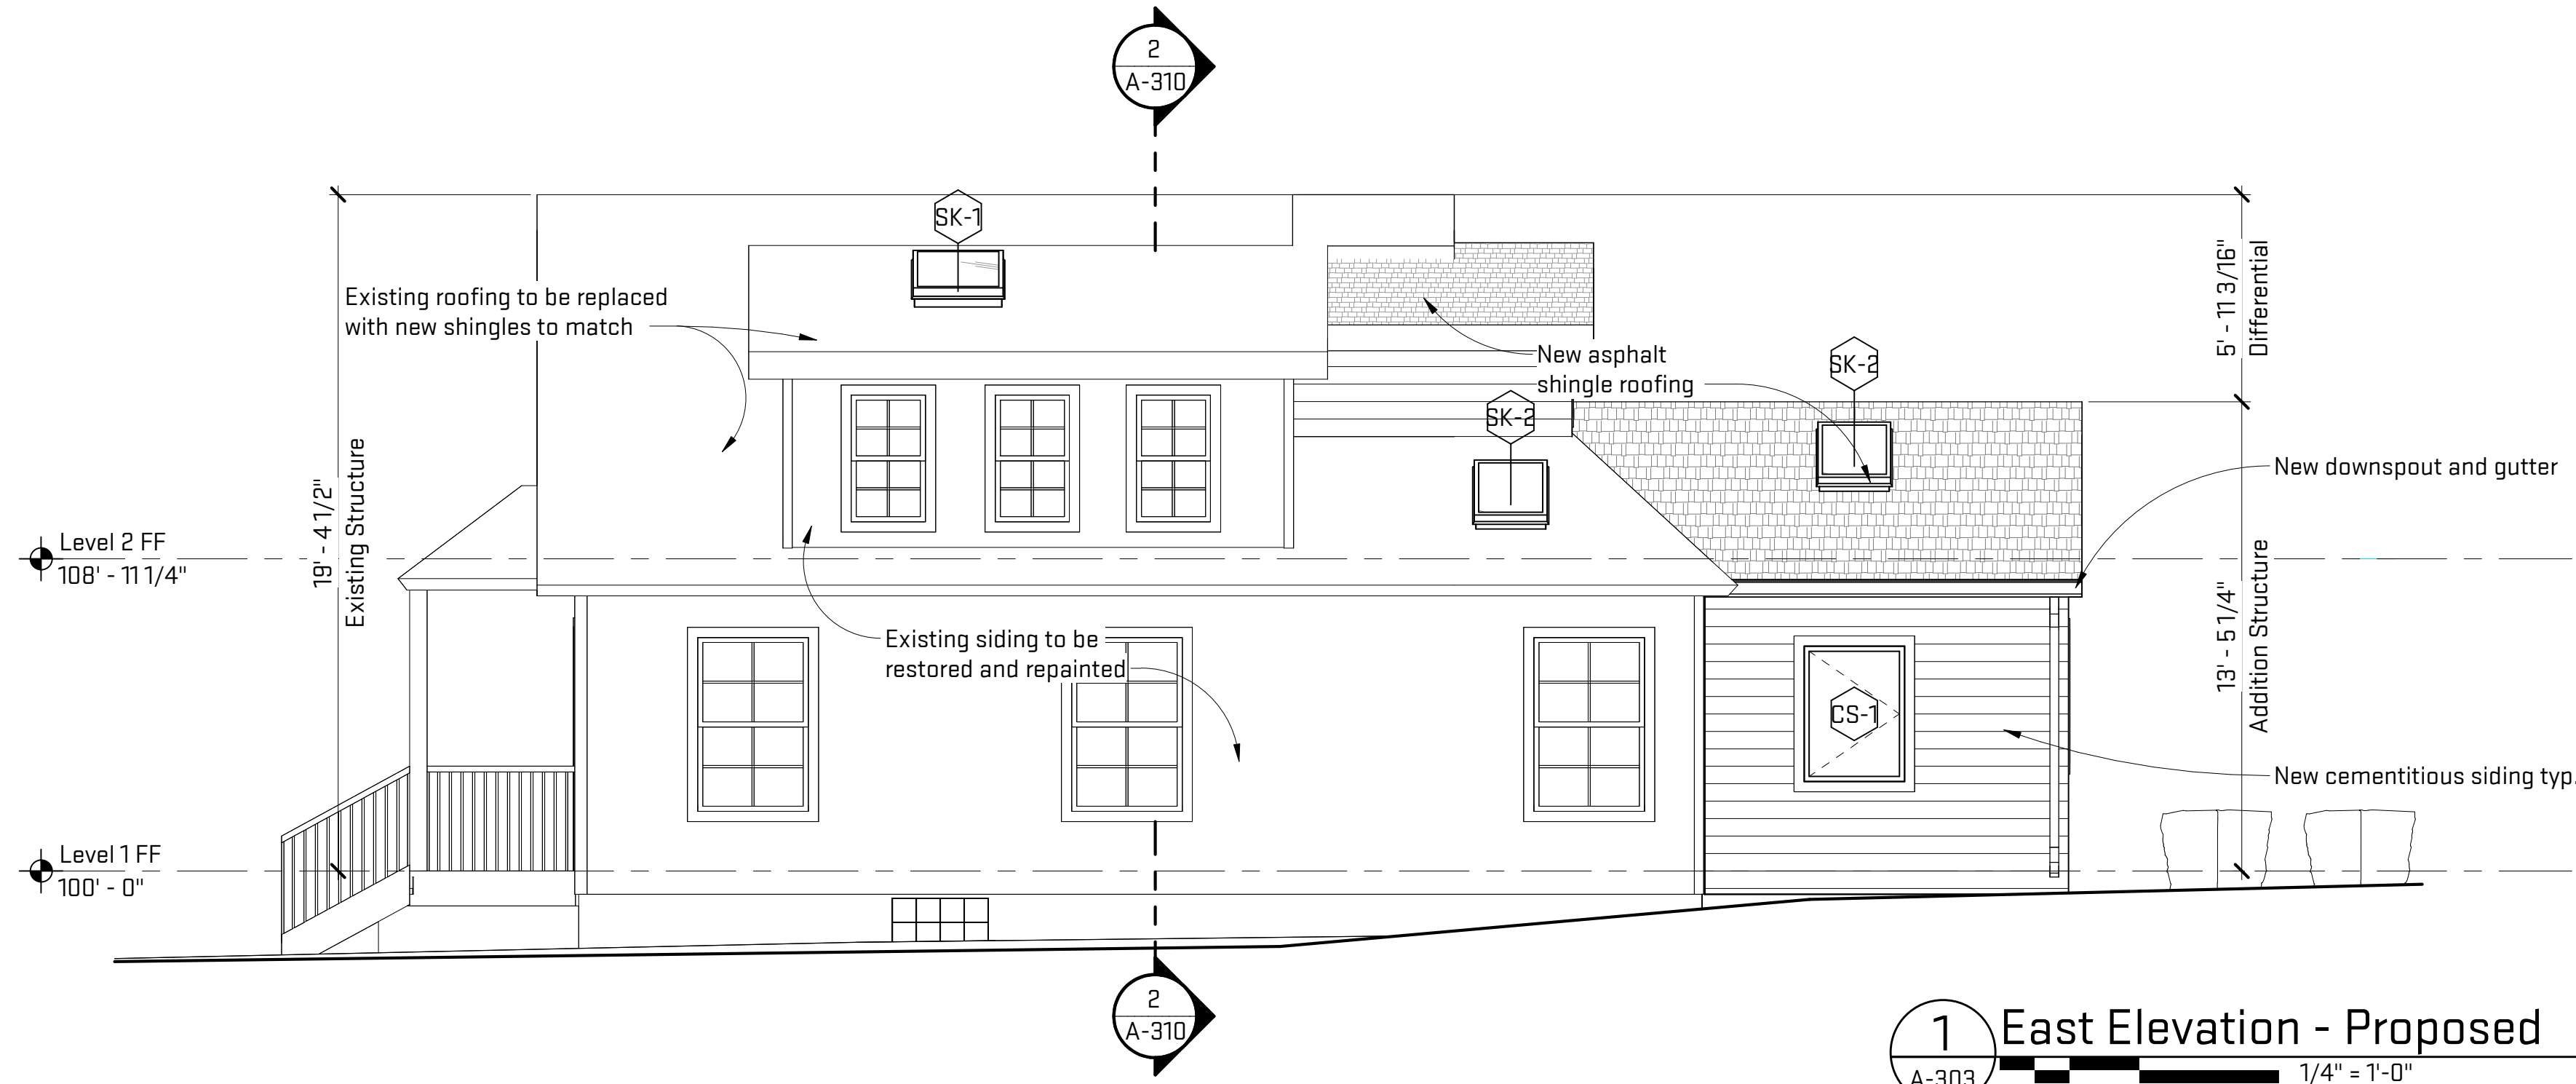 2
A-310
SK-1
Existing roofing to be replaced
with new shingles to match
5' - 11 3/16"
Differential
New asphalt
shingle roofing
SK-2
SK-2
New downspout and gutter
19' - 4 1/2"
Existing Structure
Level 2 FF
108' - 11 1/4"
13' - 5 1/4"
Addition Structure
Existing siding to be
restored and repainted
CS-1
New cementitious siding typ.
Level 1 FF
100' - 0"
2
A-310
1
A-303
East Elevation - Proposed
1/4" = 1'-0"